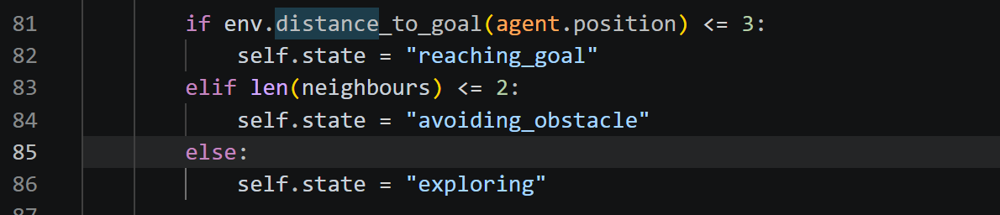 81 if env.distance_to_goal(agent.position) <= 3:
82 self.state = "reaching_goal"
83 elif len(neighbours) <= 2:
84 self.state = "avoiding_obstacle"
85 else:
86 self.state = "exploring"
87